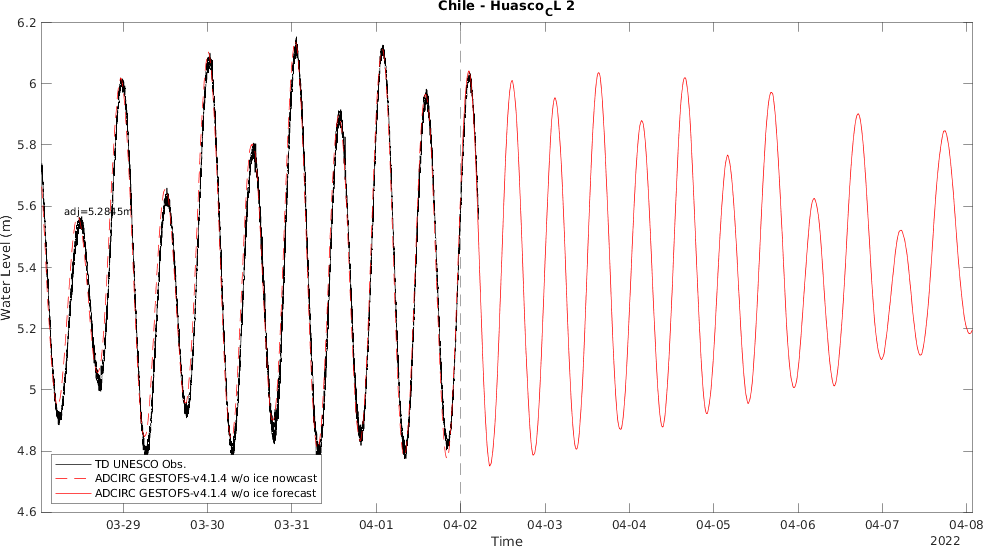 Chile - HuascoCL 2
6.2
6
5.8
5.6
5.4
5.2
5
4.8
4.6
Water Level (m)
adj=5.2845m
TD UNESCO Obs.
ADCIRC GESTOFS-v4.1.4 w/o ice nowcast
ADCIRC GESTOFS-v4.1.4 w/o ice forecast
03-29 03-30 03-31 04-01 04-02 04-03 04-04 04-05 04-06 04-07 04-08
Time
2022